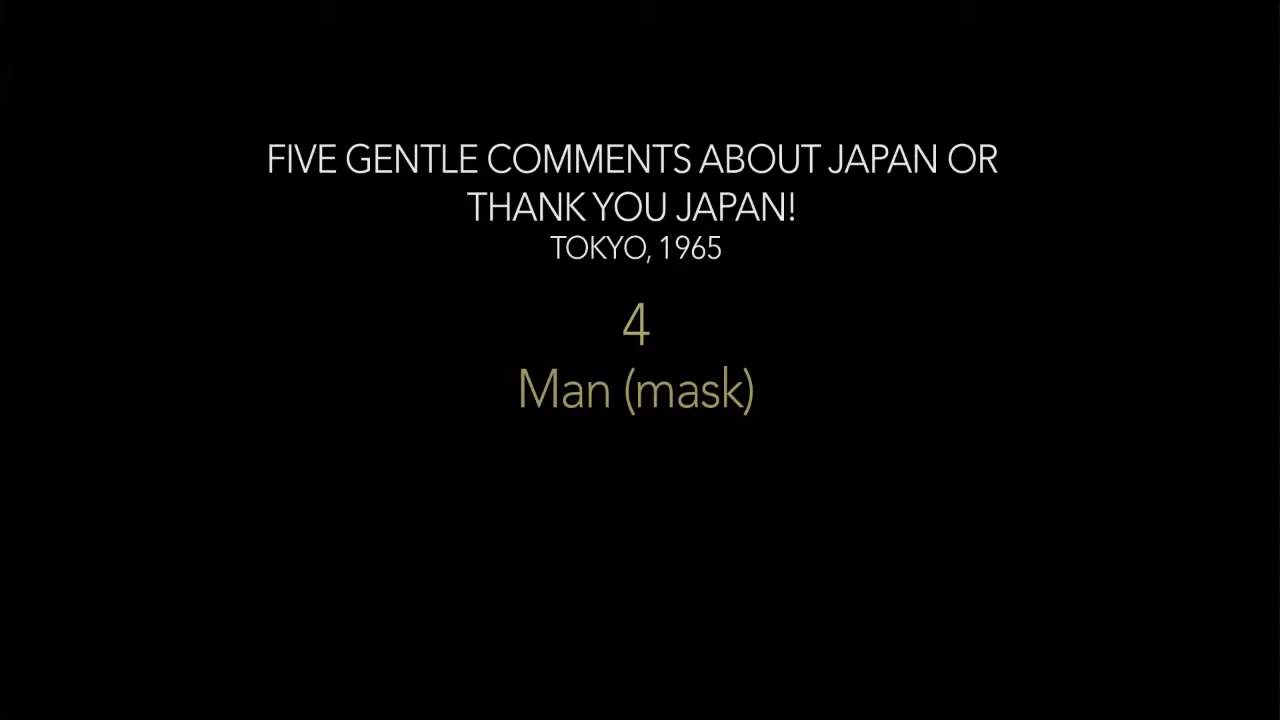 FIVE GENTLE COMMENTS ABOUT JAPAN OR
THANK YOU JAPAN!
TOKYO, 1965
4
Man (mask)